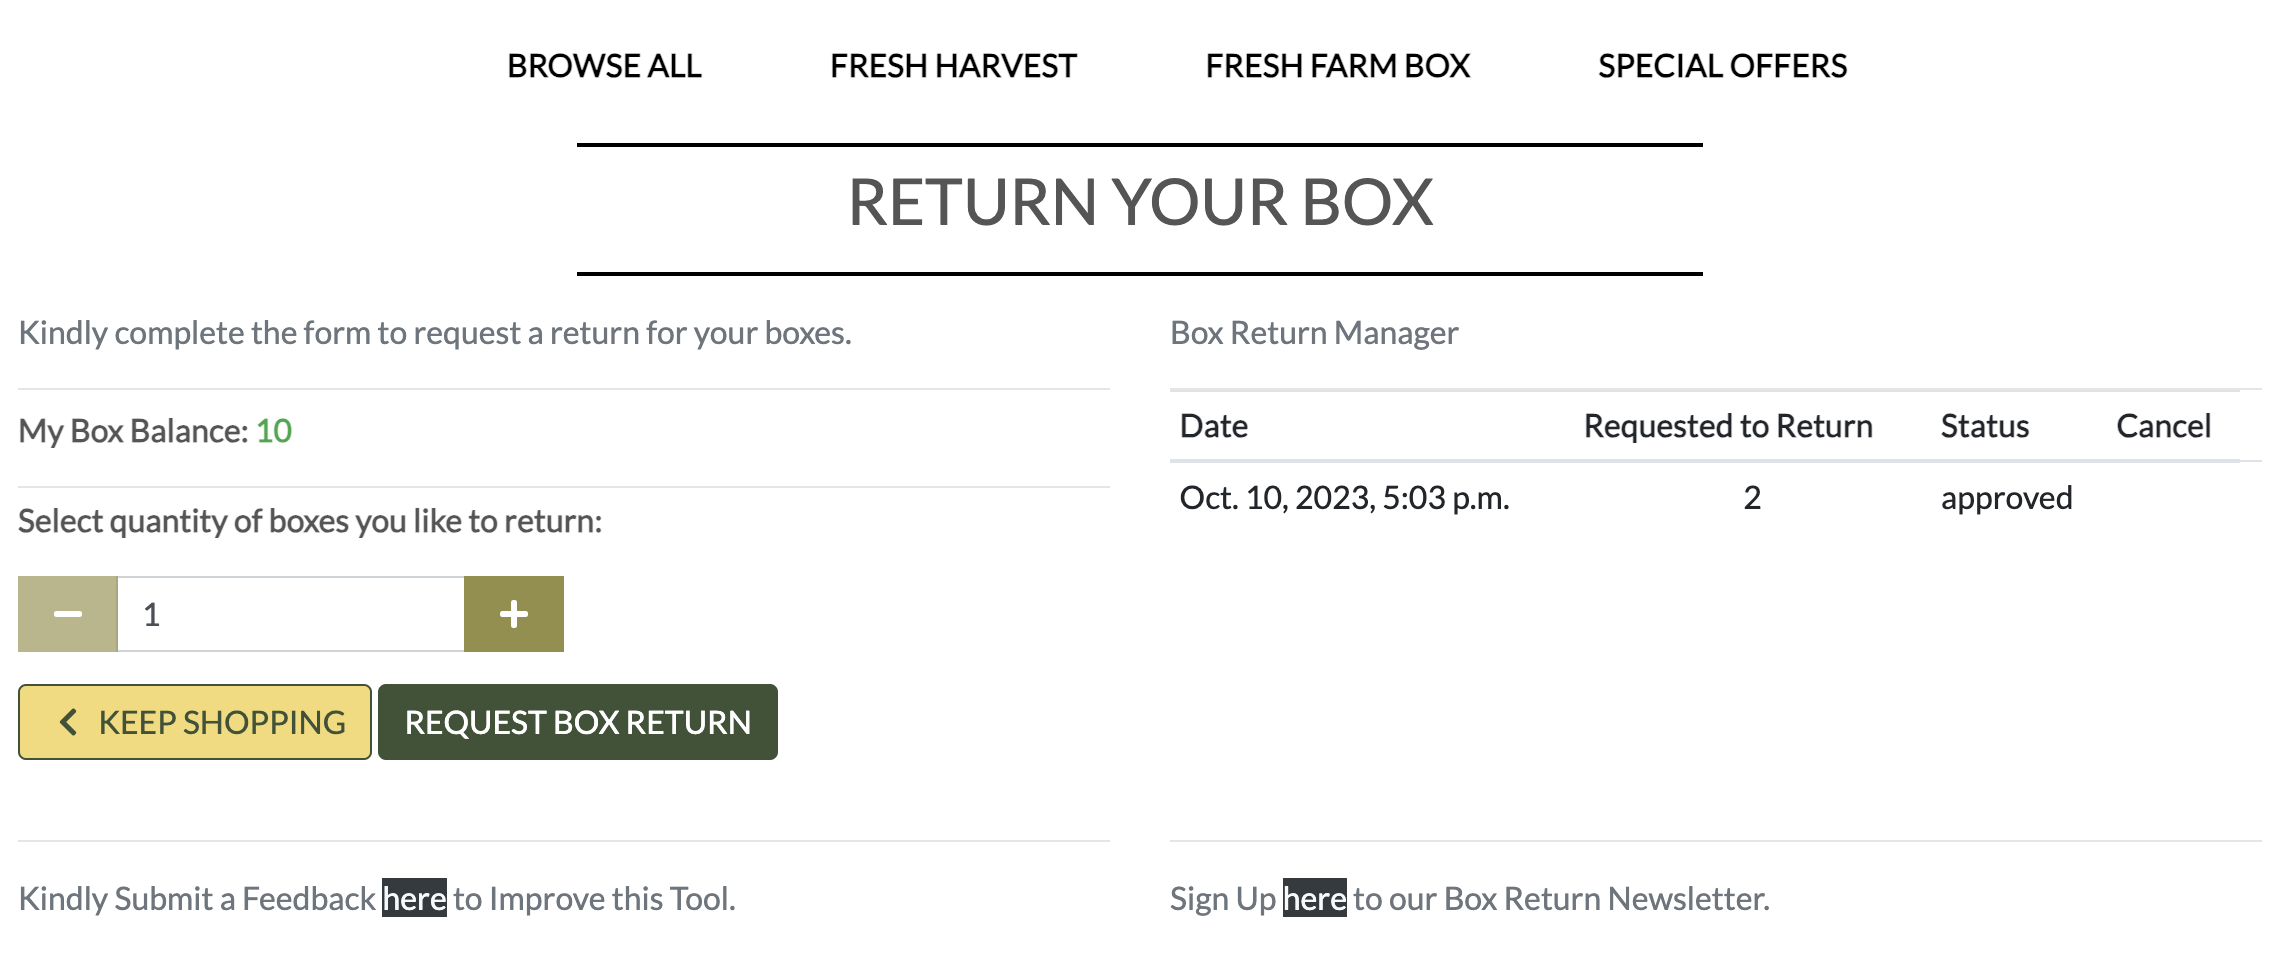 BROWSE ALL FRESH HARVEST FRESH FARM BOX SPECIAL OFFERS
RETURN YOUR BOX
Kindly complete the form to request a return for your boxes.
My Box Balance: 10
Select quantity of boxes you like to return:
1
KEEP SHOPPING REQUEST BOX RETURN
Kindly Submit a Feedback here to Improve this Tool.
Box Return Manager
Date Requested to Return Status Cancel
Oct. 10, 2023, 5:03 p.m. 2 approved
Sign Up here to our Box Return Newsletter.